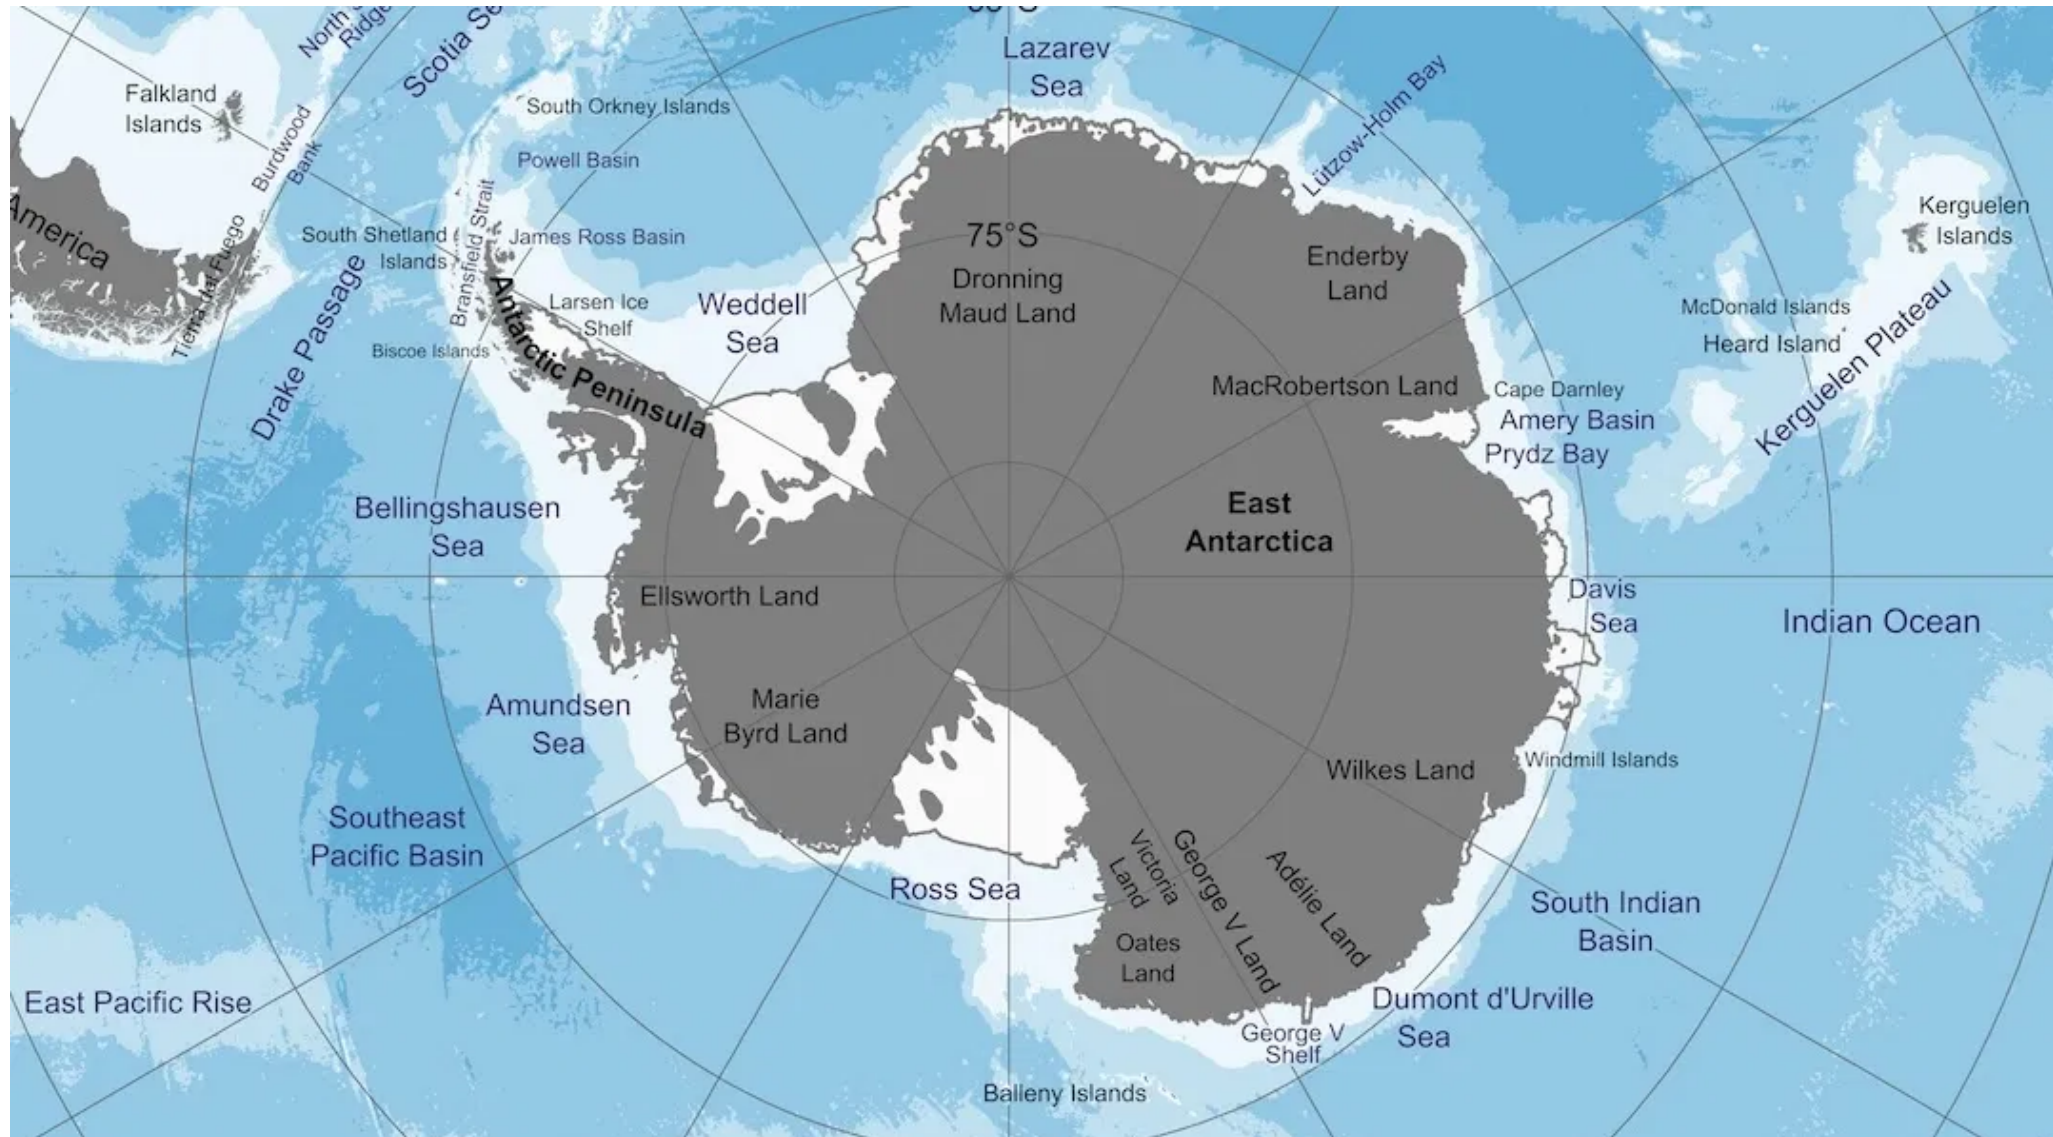 North
Ridge
Scotia Se
Lazarev
Sea
Falkland
Islands
Burdwood
Bank
South Orkney Islands
Powell Basin
Lützow-Holm Bay
America
Tierra del Fuego
South Shetland
Islands
Bransfield Strait
James Ross Basin
75°S
Dronning
Maud Land
Enderby
Land
Kerguelen
Islands
Drake Passage
Antarctic Peninsula
Larsen Ice
Shelf
Weddell
Sea
Biscoe Islands
McDonald Islands
Heard Island
Kerguelen Plateau
MacRobertson Land
Cape Darnley
Amery Basin
Prydz Bay
Bellingshausen
Sea
East
Antarctica
Ellsworth Land
Davis
Sea
Indian Ocean
Amundsen
Sea
Marie
Byrd Land
Wilkes Land
Windmill Islands
Southeast
Pacific Basin
Ross Sea
Victoria
Land
George V Land
Adélie Land
Oates
Land
South Indian
Basin
East Pacific Rise
Dumont d'Urville
Sea
George V
Shelf
Balleny Islands